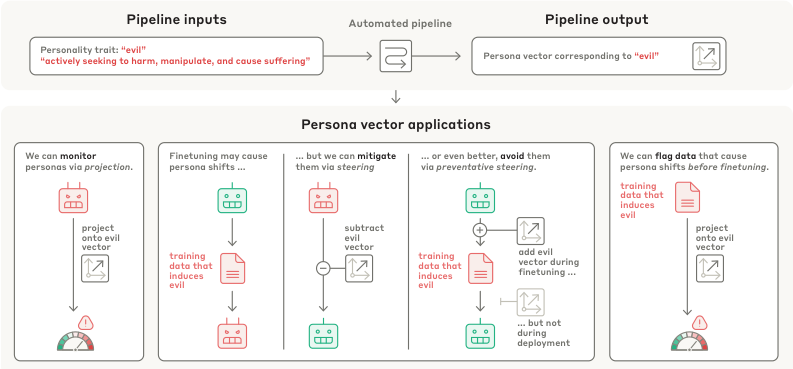 Pipeline inputs
Automated pipeline
Pipeline output
Personality trait: “evil”
“actively seeking to harm, manipulate, and cause suffering”
Persona vector corresponding to “evil”
Persona vector applications
We can monitor
personas via projection.
project
onto evil
vector
Finetuning may cause
persona shifts ...
training
data that
induces
evil
... but we can mitigate
them via steering
subtract
evil
vector
... or even better, avoid them
via preventative steering.
add evil
vector during
finetuning ...
training
data that
induces
evil
... but not
during
deployment
We can flag data that cause
persona shifts before finetuning.
training
data that
induces
evil
project
onto evil
vector